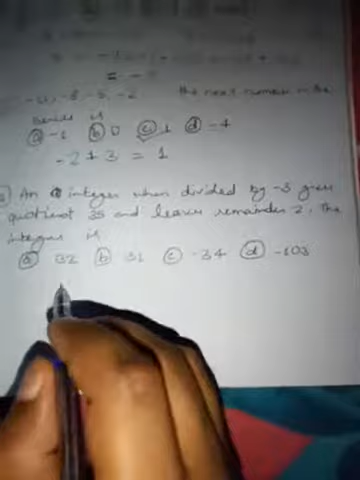 = -
-11, -8 -5, -2 the next number in the
series is
(a) -1 (b) 0 (c) 1 (d) -4
-2 + 3 = 1
An integer when divided by -3 gives
quotient 35 and leaves remainder 2, the
integer is
(a) 32 (b) 31 (c) -34 (d) -103